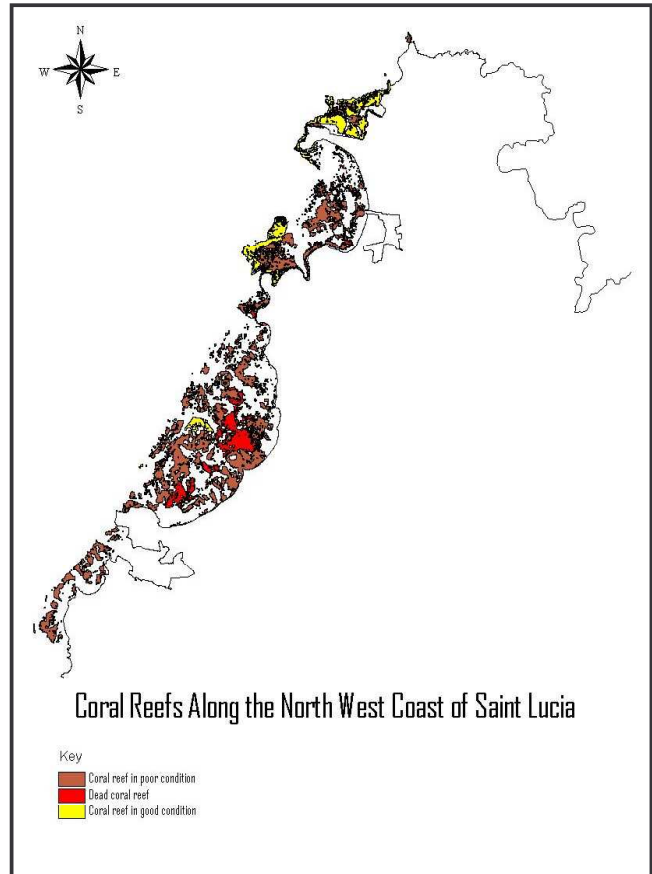 N
W E
S
Coral Reefs Along the North West Coast of Saint Lucia
Key
Coral reef in poor condition
Dead coral reef
Coral reef in good condition